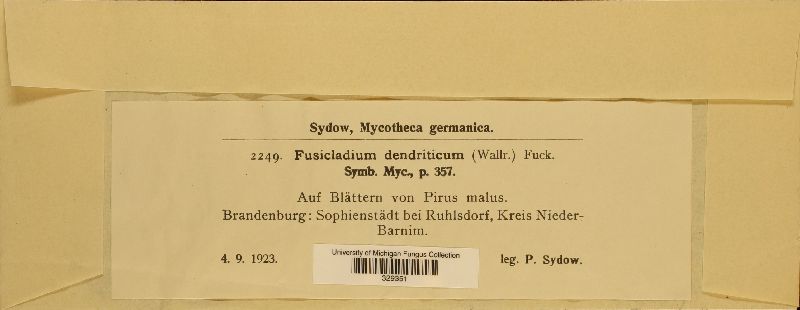 Sydow, Mycotheca germanica.
2249. Fusicladium dendriticum (Wallr.) Fuck.
Symb. Myc., p. 357.
Auf Blättern von Pirus malus.
Brandenburg: Sophienstädt bei Ruhlsdorf, Kreis Nieder-
Barnim.
4. 9. 1923. leg. P. Sydow.
University of Michigan Fungus Collection
329351